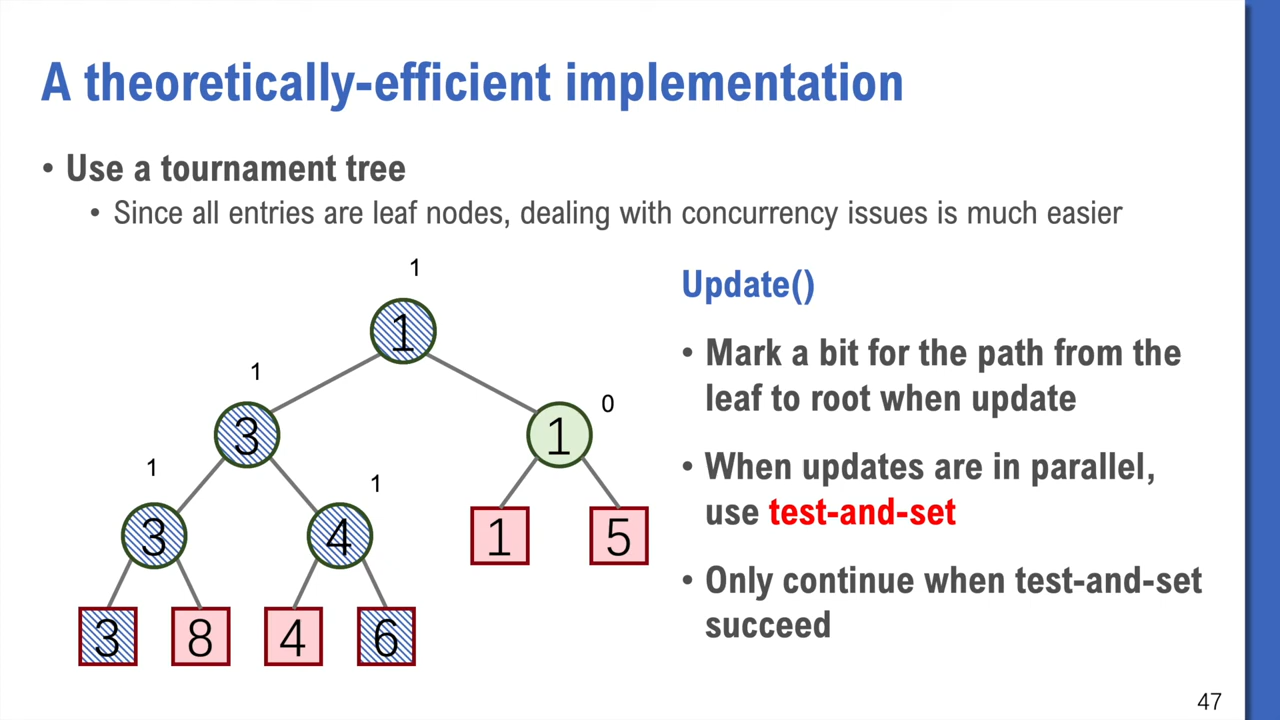 A theoretically-efficient implementation
• Use a tournament tree
• Since all entries are leaf nodes, dealing with concurrency issues is much easier
1
1
1
3
1
0
1
3
1
4
1
5
3
8
4
6
Update()
• Mark a bit for the path from the
leaf to root when update
• When updates are in parallel,
use test-and-set
• Only continue when test-and-set
succeed
47